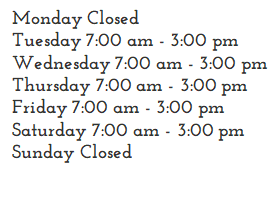 Monday Closed
Tuesday 7:00 am - 3:00 pm
Wednesday 7:00 am - 3:00 pm
Thursday 7:00 am - 3:00 pm
Friday 7:00 am - 3:00 pm
Saturday 7:00 am - 3:00 pm
Sunday Closed